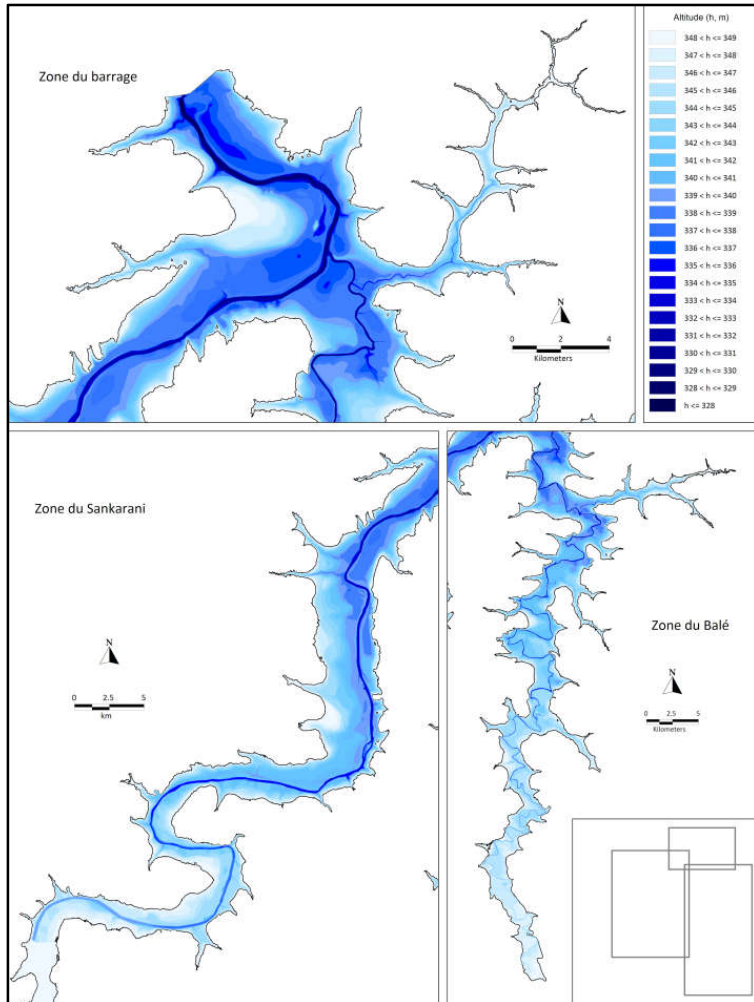 Zone du barrage
N
0 2 4
Kilometers
Altitude (h, m)
348 < h <= 349
347 < h <= 348
346 < h <= 347
345 < h <= 346
344 < h <= 345
343 < h <= 344
342 < h <= 343
341 < h <= 342
340 < h <= 341
339 < h <= 340
338 < h <= 339
337 < h <= 338
336 < h <= 337
335 < h <= 336
334 < h <= 335
333 < h <= 334
332 < h <= 333
331 < h <= 332
330 < h <= 331
329 < h <= 330
328 < h <= 329
h <= 328
Zone du Sankarani
N
0 2.5 5
km
Zone du Balé
N
0 2.5 5
Kilometers